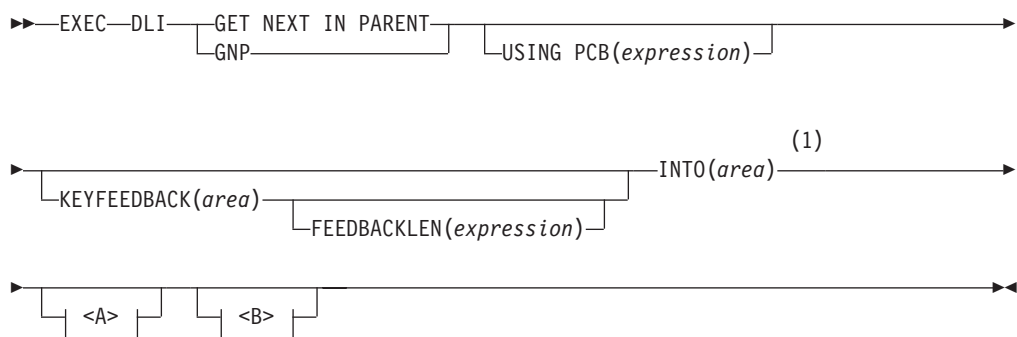 EXEC DLI GET NEXT IN PARENT
GNP USING PCB(expression)
(1)
INTO(area)
KEYFEEDBACK(area)
FEEDBACKLEN(expression)
<A> <B>